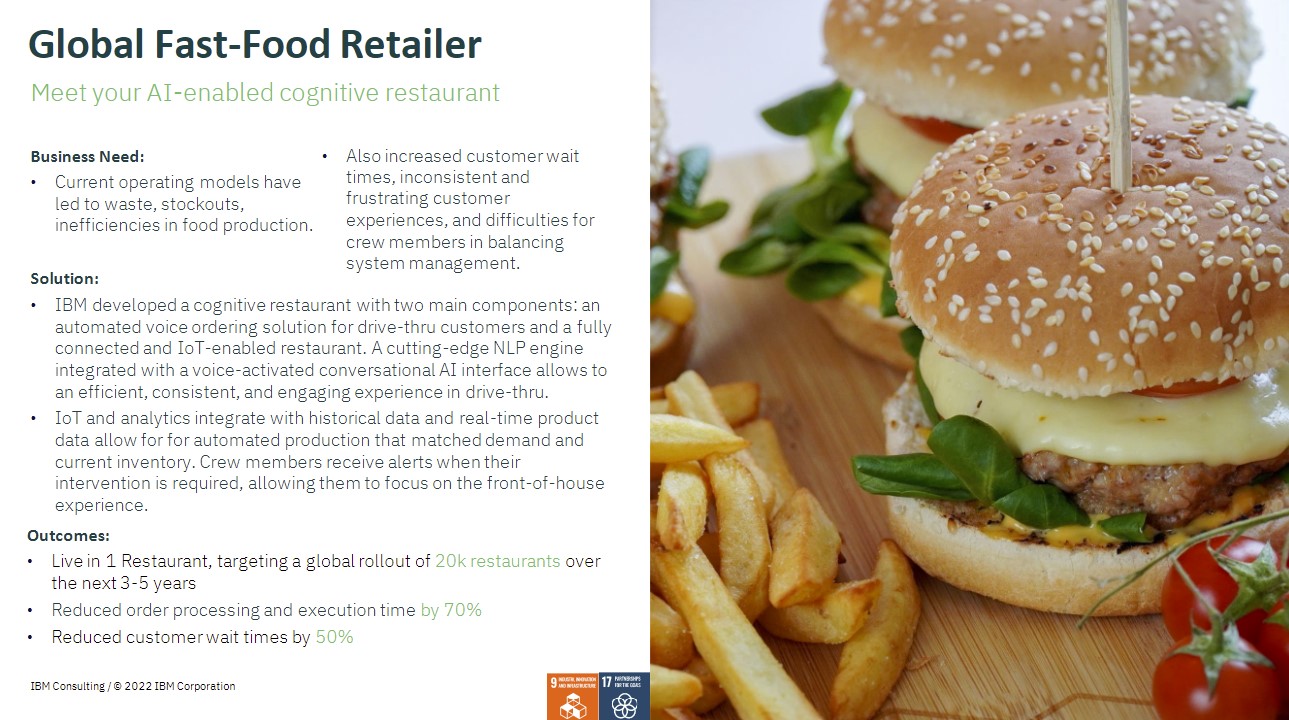 Global Fast-Food Retailer
Meet your AI-enabled cognitive restaurant
Business Need:
• Current operating models have
led to waste, stockouts,
inefficiencies in food production.
• Also increased customer wait
times, inconsistent and
frustrating customer
experiences, and difficulties for
crew members in balancing
system management.
Solution:
• IBM developed a cognitive restaurant with two main components: an
automated voice ordering solution for drive-thru customers and a fully
connected and IoT-enabled restaurant. A cutting-edge NLP engine
integrated with a voice-activated conversational AI interface allows to
an efficient, consistent, and engaging experience in drive-thru.
• IoT and analytics integrate with historical data and real-time product
data allow for for automated production that matched demand and
current inventory. Crew members receive alerts when their
intervention is required, allowing them to focus on the front-of-house
experience.
Outcomes:
• Live in 1 Restaurant, targeting a global rollout of 20k restaurants over
the next 3-5 years
• Reduced order processing and execution time by 70%
• Reduced customer wait times by 50%
IBM Consulting / © 2022 IBM Corporation
9 INDUSTRY, INNOVATION
AND INFRASTRUCTURE
17 PARTNERSHIPS
FOR THE GOALS